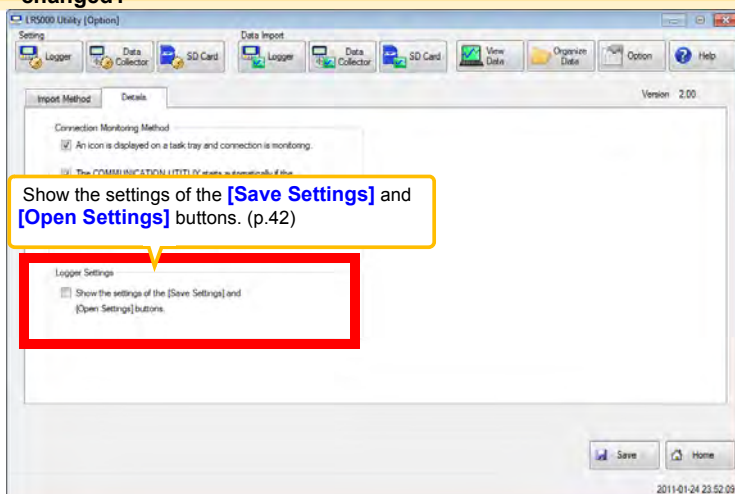 changed?
LR5000 Utility [Option]
Setting
Data Import
Logger
Data Collector
SD Card
Logger
Data Collector
SD Card
View Data
Organize Data
Option
Help
Import Method
Details
Version 2.00
Connection Monitoring Method
An icon is displayed on a task tray and connection is monitoring.
The COMMUNICATION UTITLIY starts automatically if the
Show the settings of the [Save Settings] and
[Open Settings] buttons. (p.42)
Logger Settings
Show the settings of the [Save Settings] and
[Open Settings] buttons.
Save
Home
2011-01-24 23:52:09